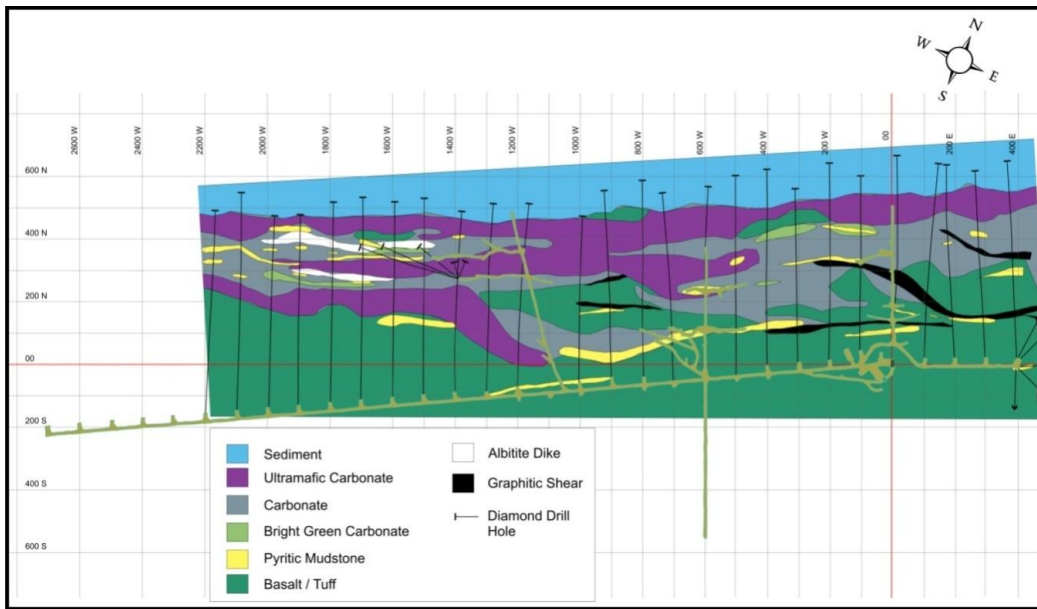 N
W
E
S
2600 W
2400 W
2200 W
2000 W
1800 W
1600 W
1400 W
1200 W
1000 W
800 W
600 W
400 W
200 W
00
200 E
400 E
600 N
400 N
200 N
00
200 S
400 S
600 S
Sediment
Ultramafic Carbonate
Carbonate
Bright Green Carbonate
Pyritic Mudstone
Basalt / Tuff
Albitite Dike
Graphitic Shear
Diamond Drill
Hole